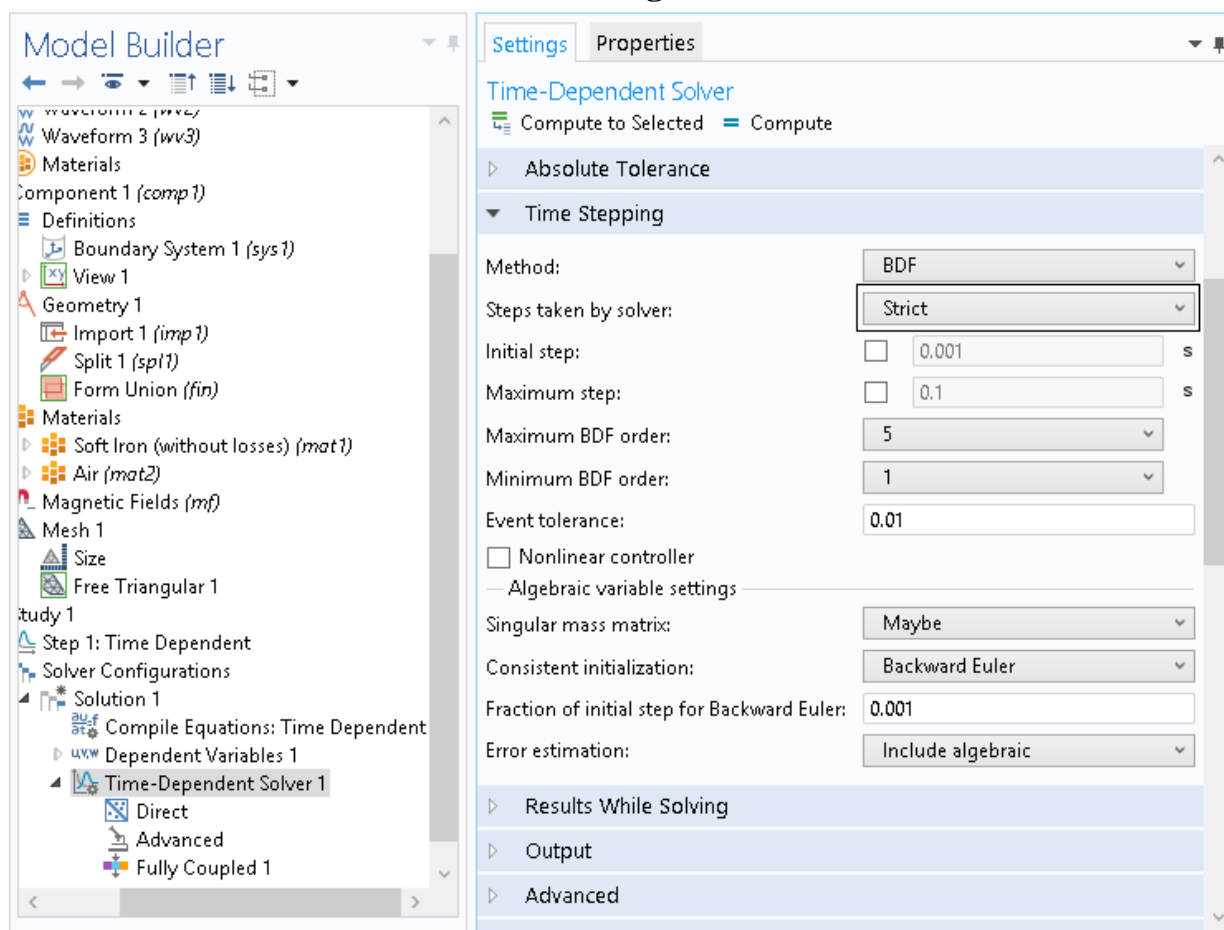 Model Builder
Waveform 3 (wv3)
Materials
Component 1 (comp1)
Definitions
Boundary System 1 (sys1)
View 1
Geometry 1
Import 1 (imp1)
Split 1 (spl1)
Form Union (fin)
Materials
Soft Iron (without losses) (mat1)
Air (mat2)
Magnetic Fields (mf)
Mesh 1
Size
Free Triangular 1
tudy 1
Step 1: Time Dependent
Solver Configurations
Solution 1
Compile Equations: Time Dependent
Dependent Variables 1
Time-Dependent Solver 1
Direct
Advanced
Fully Coupled 1
Settings Properties
Time-Dependent Solver
Compute to Selected = Compute
Absolute Tolerance
Time Stepping
Method: BDF
Steps taken by solver: Strict
Initial step: 0.001 s
Maximum step: 0.1 s
Maximum BDF order: 5
Minimum BDF order: 1
Event tolerance: 0.01
Nonlinear controller
Algebraic variable settings
Singular mass matrix: Maybe
Consistent initialization: Backward Euler
Fraction of initial step for Backward Euler: 0.001
Error estimation: Include algebraic
Results While Solving
Output
Advanced